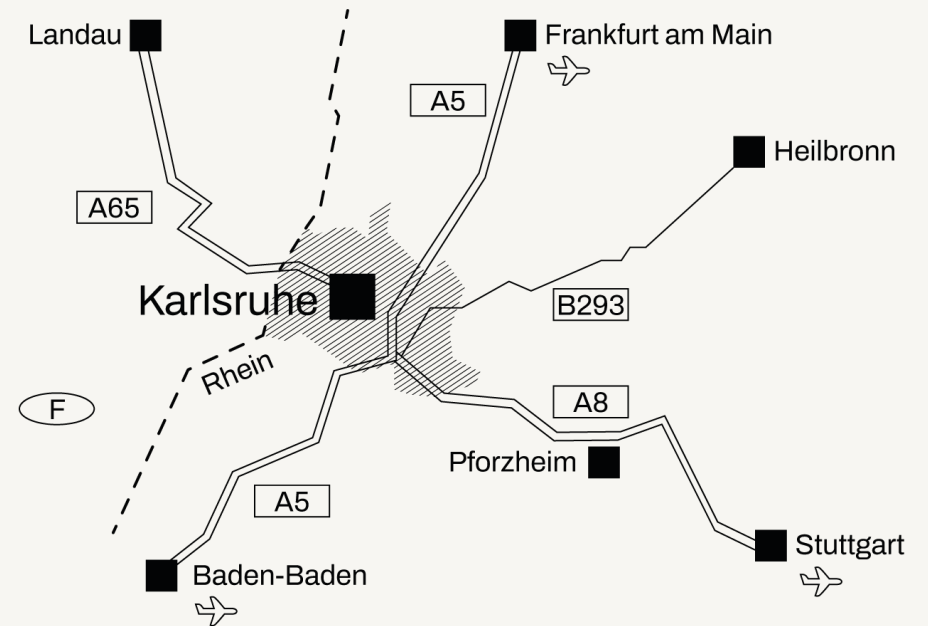 Landau
Frankfurt am Main
A5
Heilbronn
A65
Karlsruhe
B293
Rhein
F
A8
Pforzheim
A5
Stuttgart
Baden-Baden